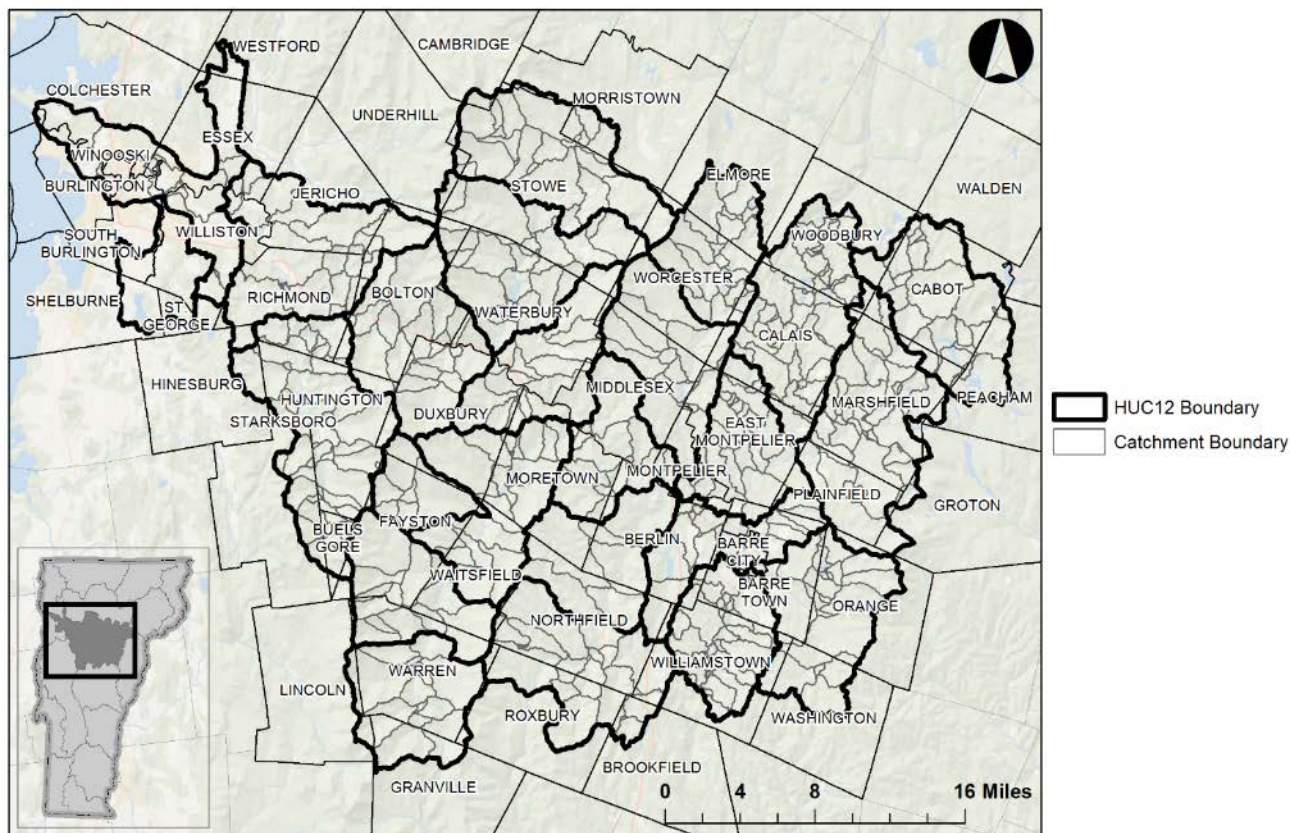 WESTFORD
CAMBRIDGE
COLCHESTER
MORRISTOWN
UNDERHILL
ESSEX
WINOOSKI
ELMORE
WALDEN
BURLINGTON
JERICHO
STOWE
SOUTH
BURLINGTON
WILLISTON
WOODBURY
WORCESTER
SHELBURNE
ST.
GEORGE
RICHMOND
BOLTON
WATERBURY
CABOT
CALAIS
HINESBURG
MIDDLESEX
PEACHAM
HUNTINGTON
STARKSBORO
DUXBURY
MARSHFIELD
EAST
MONTPELIER
MORETOWN
MONTPELIER
PLAINFIELD
GROTON
BUELS
GORE
FAYSTON
BERLIN
BARRE
CITY
WAITSFIELD
BARRE
TOWN
ORANGE
NORTHFIELD
LINCOLN
WARREN
WILLIAMSTOWN
ROXBURY
WASHINGTON
BROOKFIELD
GRANVILLE
0 4 8 16 Miles
HUC12 Boundary
Catchment Boundary